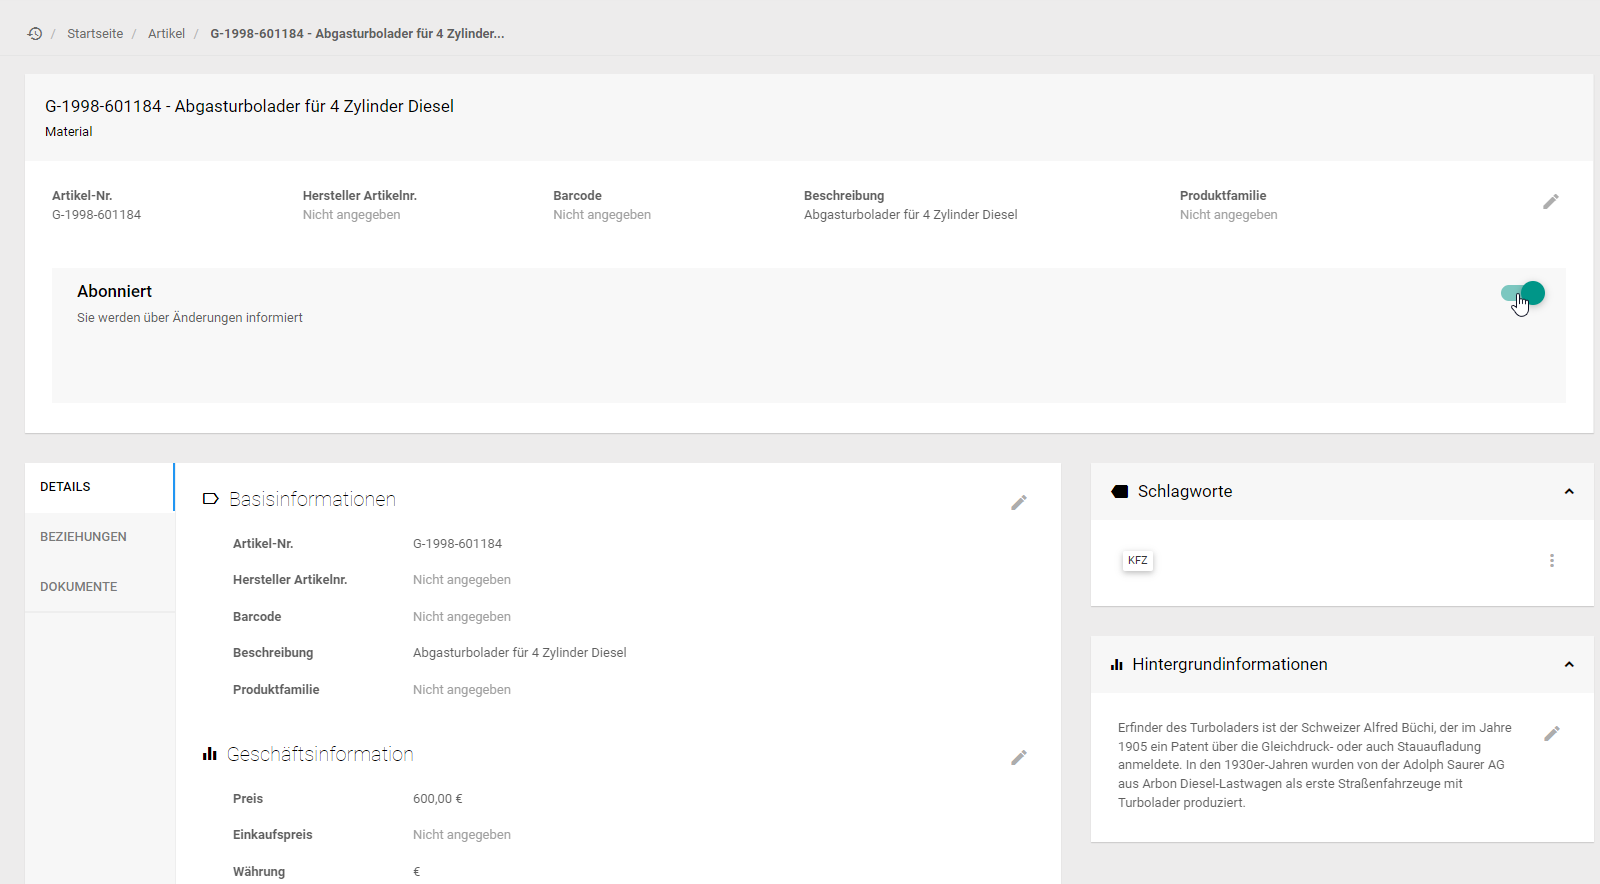 / Startseite / Artikel / G-1998-601184 - Abgasturbolader für 4 Zylinder...
G-1998-601184 - Abgasturbolader für 4 Zylinder Diesel
Material
Artikel-Nr.
G-1998-601184
Hersteller Artikelnr.
Nicht angegeben
Barcode
Nicht angegeben
Beschreibung
Abgasturbolader für 4 Zylinder Diesel
Produktfamilie
Nicht angegeben
Abonniert
Sie werden über Änderungen informiert
DETAILS
BEZIEHUNGEN
DOKUMENTE
Basisinformationen
Artikel-Nr. G-1998-601184
Hersteller Artikelnr. Nicht angegeben
Barcode Nicht angegeben
Beschreibung Abgasturbolader für 4 Zylinder Diesel
Produktfamilie Nicht angegeben
Geschäftsinformation
Preis 600,00 €
Einkaufspreis Nicht angegeben
Währung €
Schlagworte
KFZ
Hintergrundinformationen
Erfinder des Turboladers ist der Schweizer Alfred Büchi, der im Jahre
1905 ein Patent über die Gleichdruck- oder auch Stauaufladung
anmeldete. In den 1930er-Jahren wurden von der Adolph Saurer AG
aus Arbon Diesel-Lastwagen als erste Straßenfahrzeuge mit
Turbolader produziert.